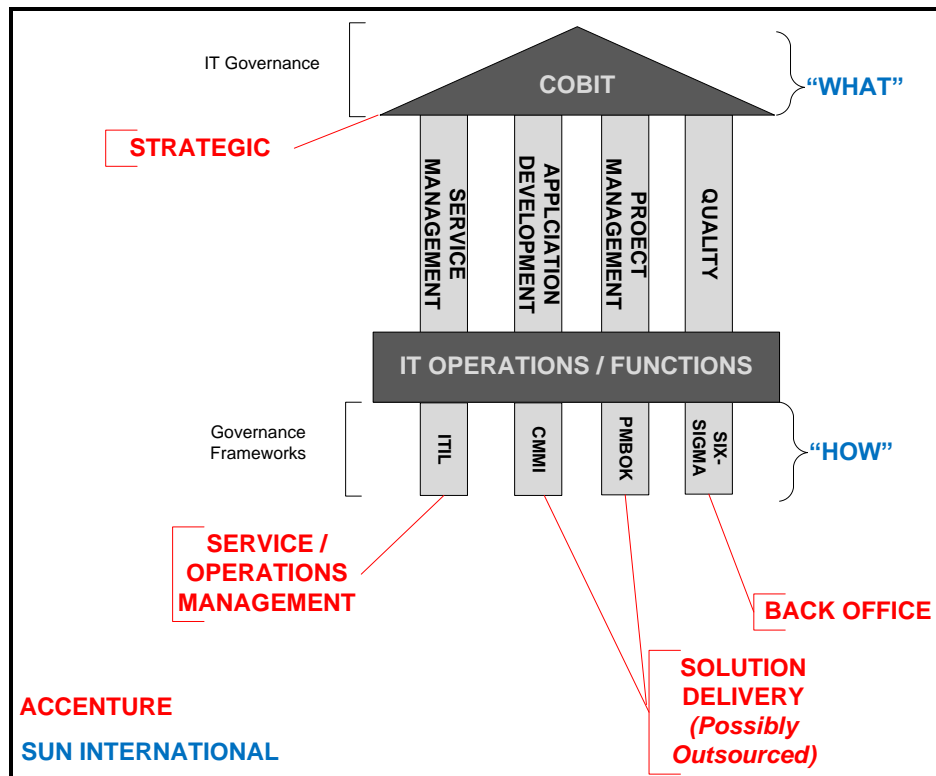 IT Governance
COBIT
“WHAT”
STRATEGIC
SERVICE
MANAGEMENT
APPLCIATION
DEVELOPMENT
PROECT
MANAGEMENT
QUALITY
IT OPERATIONS / FUNCTIONS
Governance
Frameworks
ITIL
CMMI
PMBOK
SIX-
SIGMA
“HOW”
SERVICE /
OPERATIONS
MANAGEMENT
BACK OFFICE
SOLUTION
DELIVERY
(Possibly
Outsourced)
ACCENTURE
SUN INTERNATIONAL